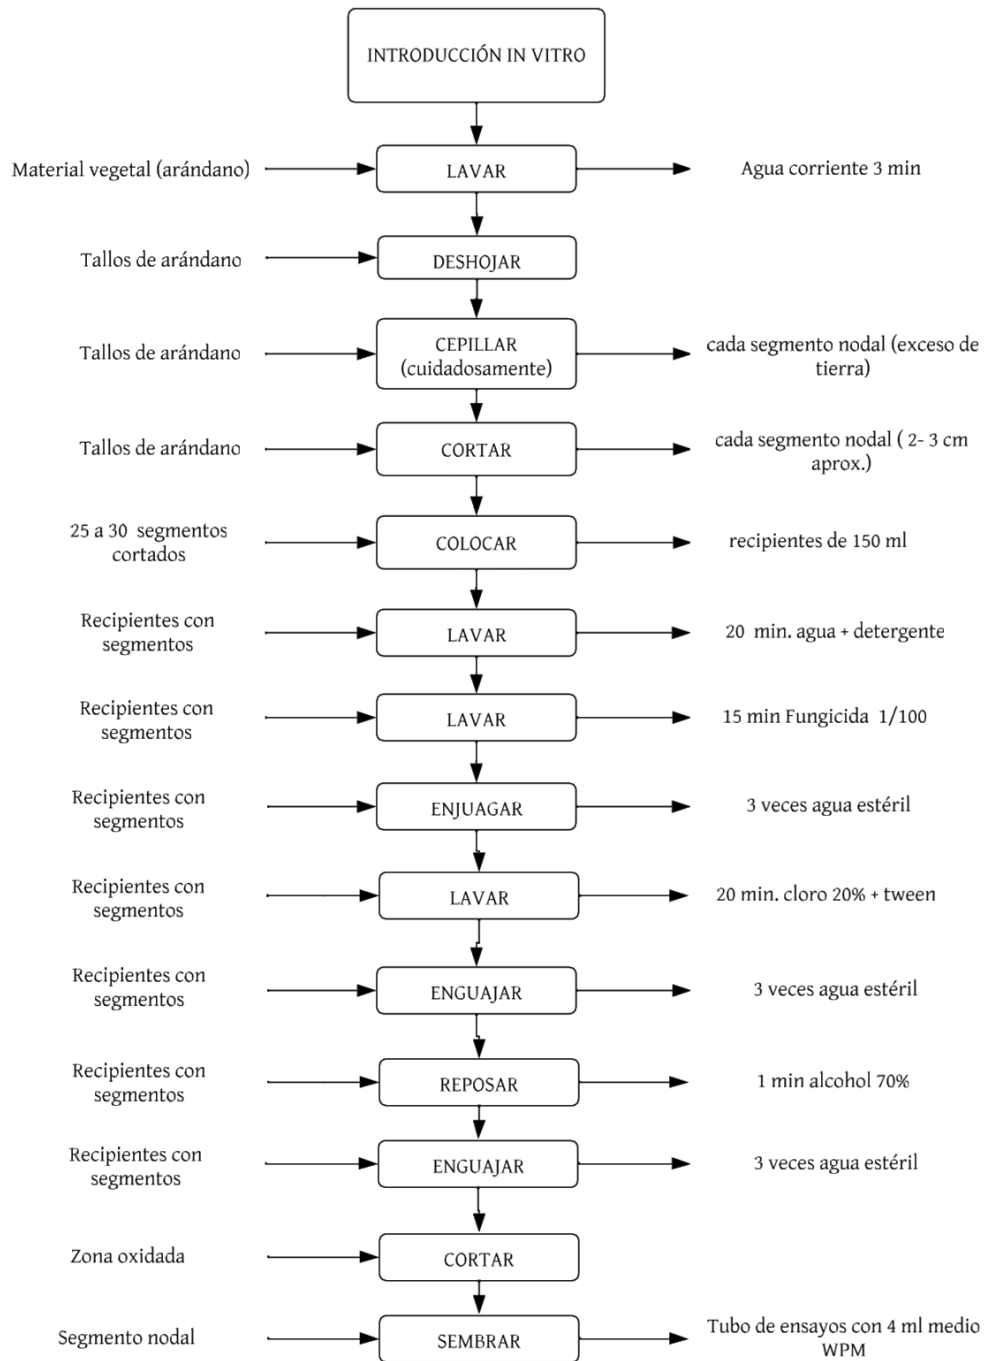 INTRODUCCIÓN IN VITRO
Material vegetal (arándano)
LAVAR
Agua corriente 3 min
Tallos de arándano
DESHOJAR
Tallos de arándano
CEPILLAR
(cuidadosamente)
cada segmento nodal (exceso de
tierra)
Tallos de arándano
CORTAR
cada segmento nodal ( 2- 3 cm
aprox.)
25 a 30 segmentos
cortados
COLOCAR
recipientes de 150 ml
Recipientes con
segmentos
LAVAR
20 min. agua + detergente
Recipientes con
segmentos
LAVAR
15 min Fungicida 1/100
Recipientes con
segmentos
ENJUAGAR
3 veces agua estéril
Recipientes con
segmentos
LAVAR
20 min. cloro 20% + tween
Recipientes con
segmentos
ENGUAJAR
3 veces agua estéril
Recipientes con
segmentos
REPOSAR
1 min alcohol 70%
Recipientes con
segmentos
ENGUAJAR
3 veces agua estéril
Zona oxidada
CORTAR
Segmento nodal
SEMBRAR
Tubo de ensayos con 4 ml medio
WPM